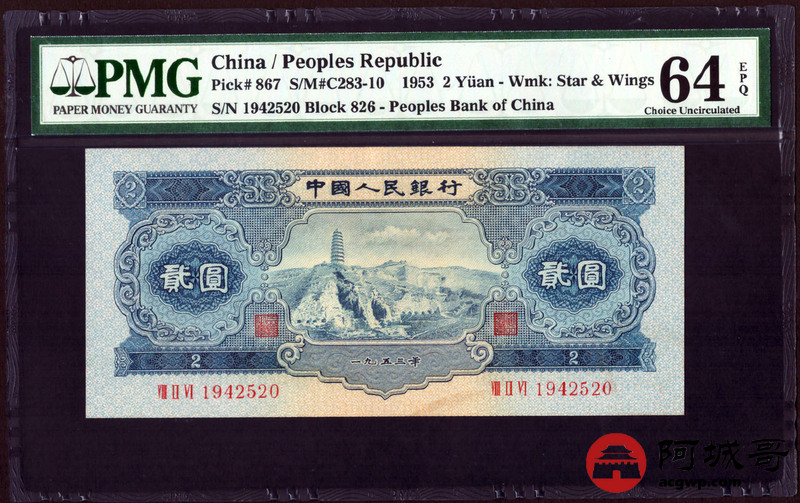 PMG
PAPER MONEY GUARANTY
China / Peoples Republic
Pick# 867 S/M#C283-10 1953 2 Yüan - Wmk: Star & Wings
S/N 1942520 Block 826 - Peoples Bank of China
64
EPQ
Choice Uncirculated
2
2
中國人民銀行
貳圓
貳圓
2
2
一九五三年
Ⅷ Ⅱ Ⅵ 1942520
Ⅷ Ⅱ Ⅵ 1942520
阿城哥
acgwp.com